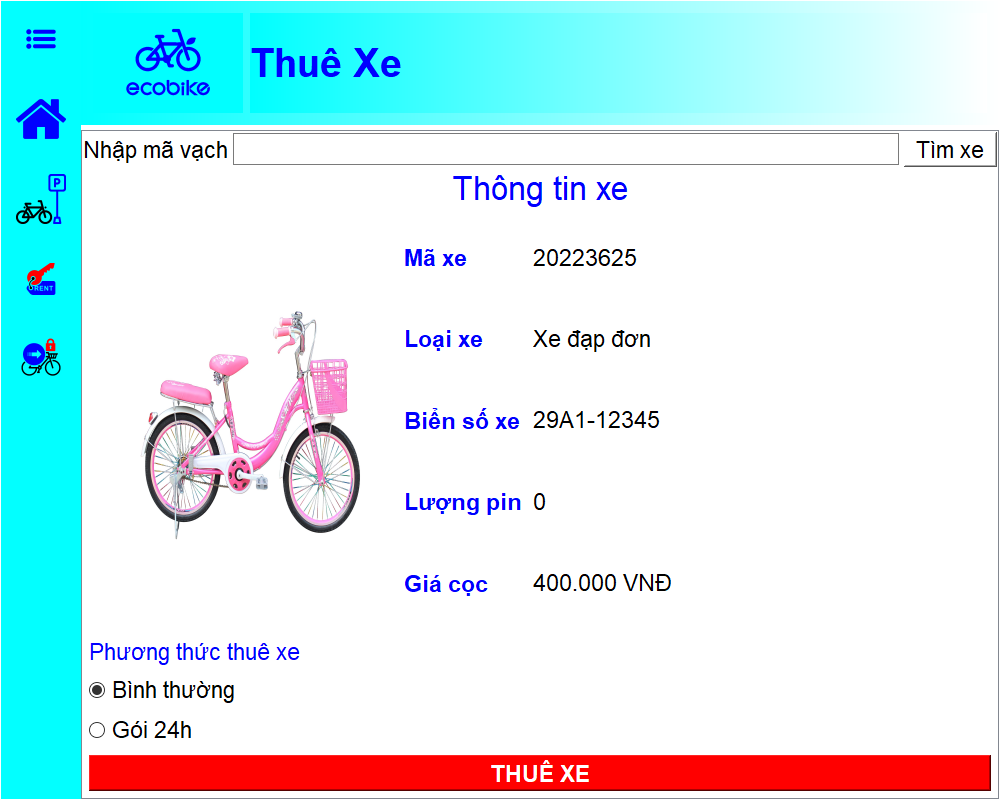 ecobike
Thuê Xe
Nhập mã vạch
Tìm xe
Thông tin xe
Mã xe 20223625
Loại xe Xe đạp đơn
Biển số xe 29A1-12345
Lượng pin 0
Giá cọc 400.000 VNĐ
P
RENT
Phương thức thuê xe
Bình thường
Gói 24h
THUÊ XE